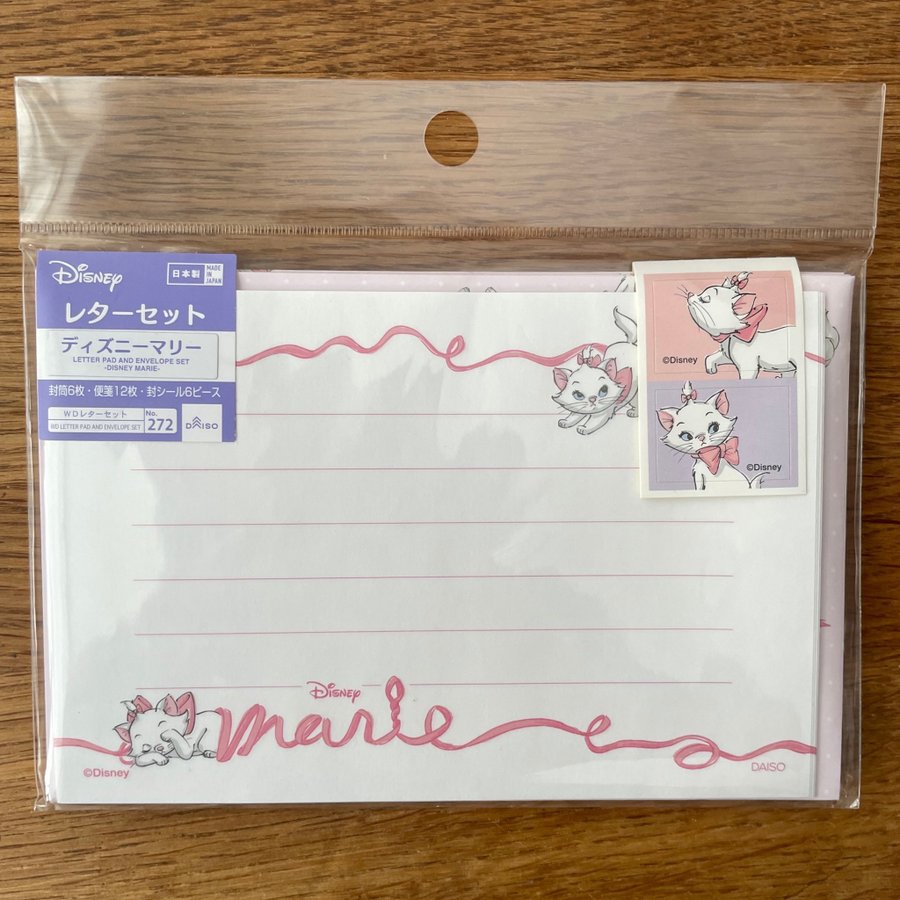 Disney
日本製
MADE IN JAPAN
レターセット
ディズニーマリー
LETTER PAD AND ENVELOPE SET
-DISNEY MARIE-
封筒6枚・便箋12枚・封シール6ピース
WDレターセット
WD LETTER PAD AND ENVELOPE SET
No.
272
DAISO
©Disney
©Disney
Disney
marie
©Disney
DAISO